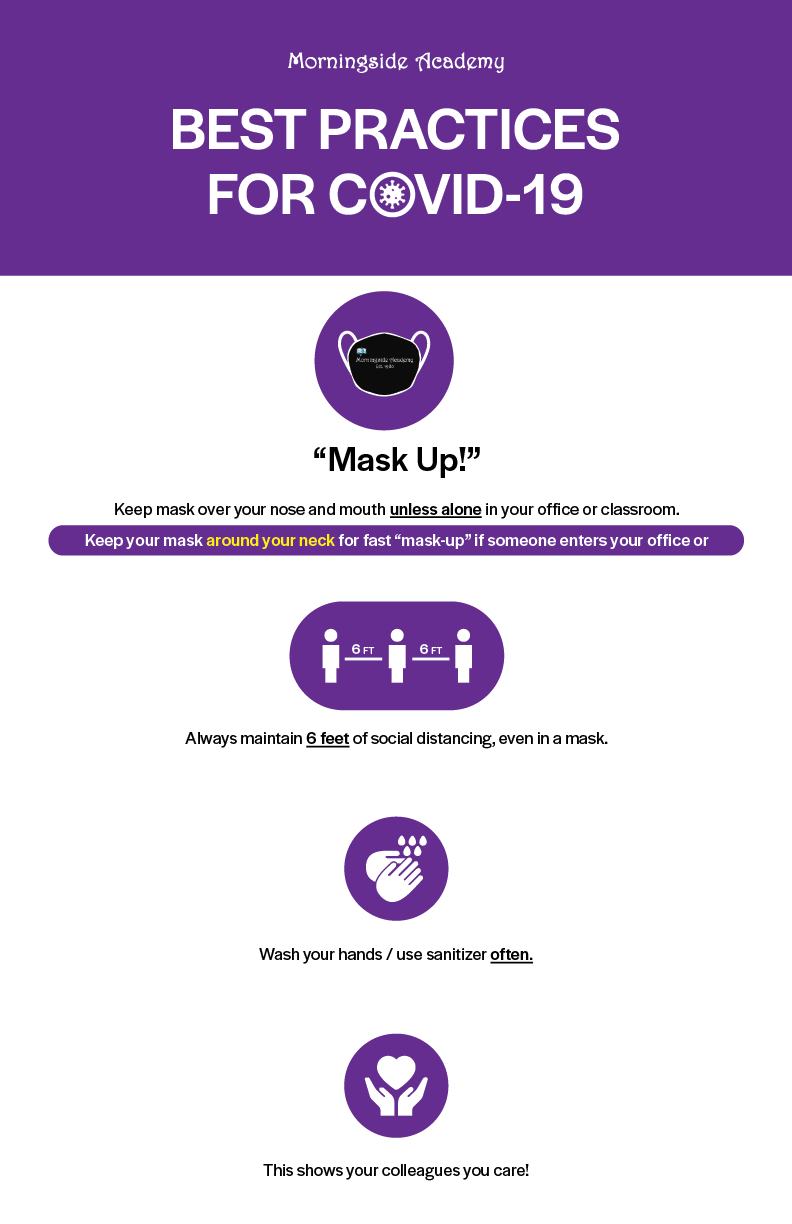 Morningside Academy
BEST PRACTICES
FOR COVID-19
Morningside Academy
Est. 1980
“Mask Up!”
Keep mask over your nose and mouth unless alone in your office or classroom.
Keep your mask around your neck for fast “mask-up” if someone enters your office or
6 FT 6 FT
Always maintain 6 feet of social distancing, even in a mask.
Wash your hands / use sanitizer often.
This shows your colleagues you care!